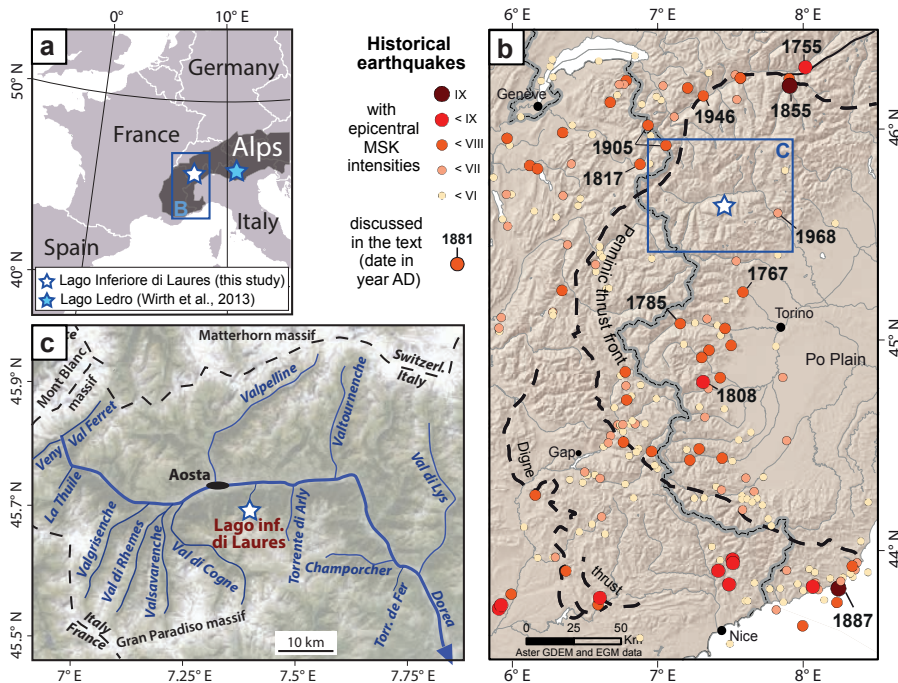 0°
10°E
a
50°N
Germany
France
Alps
B
Italy
Spain
40°N
Lago Inferiore di Laures (this study)
Lago Ledro (Wirth et al., 2013)
Historical
earthquakes
with
epicentral
MSK
intensities
IX
< IX
< VIII
< VII
< VI
discussed
in the text
(date in
year AD)
1881
6° E
7° E
8° E
b
1755
Genève
1946
1855
46° N
1905
C
1817
1968
Penninic thrust front
1767
1785
Torino
45° N
Po Plain
1808
Digne
Gap
44° N
thrust
1887
Nice
0
25
50
Km
Aster GDEM and EGM data
6° E
7° E
8° E
c
Matterhorn massif
Switzerl.
Italy
Mont Blanc
massif
45.9°N
Val Ferret
Veny
Valpelline
Valtournenche
Val di Lys
La Thuile
Aosta
45.7°N
Lago inf.
di Laures
Valgrisenche
Val di Rhemes
Valsavarenche
Val di Cogne
Torrente di Arly
Champorcher
Torr. de Fer
Dorea
Italy
France
Gran Paradiso massif
45.5°N
10 km
7°E
7.25°E
7.5°E
7.75°E